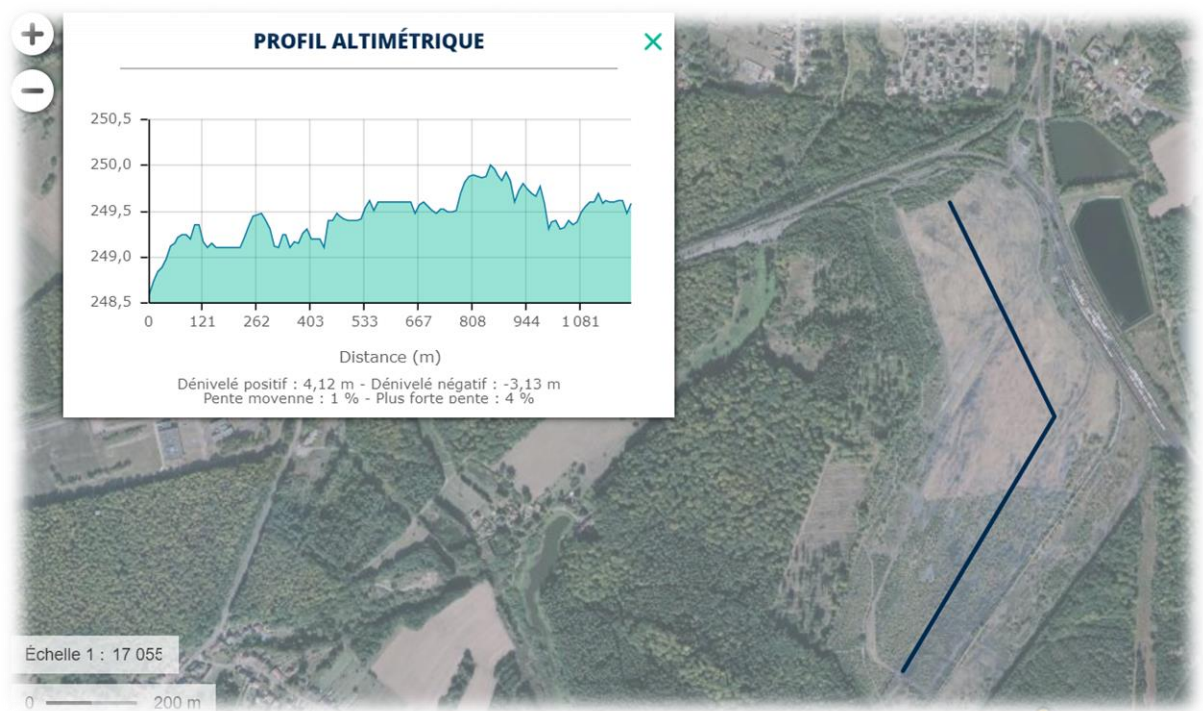 +
PROFIL ALTIMÉTRIQUE
×
−
250,5
250,0
249,5
249,0
248,5
0 121 262 403 533 667 808 944 1 081
Distance (m)
Dénivelé positif : 4,12 m - Dénivelé négatif : -3,13 m
Pente moyenne : 1 % - Plus forte pente : 4 %
Échelle 1 : 17 055
0 200 m